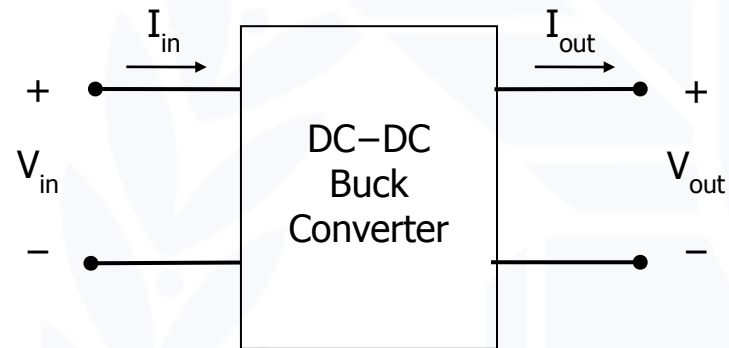 I_in
I_out
+
+
DC−DC
V_in
Buck
V_out
Converter
−
−